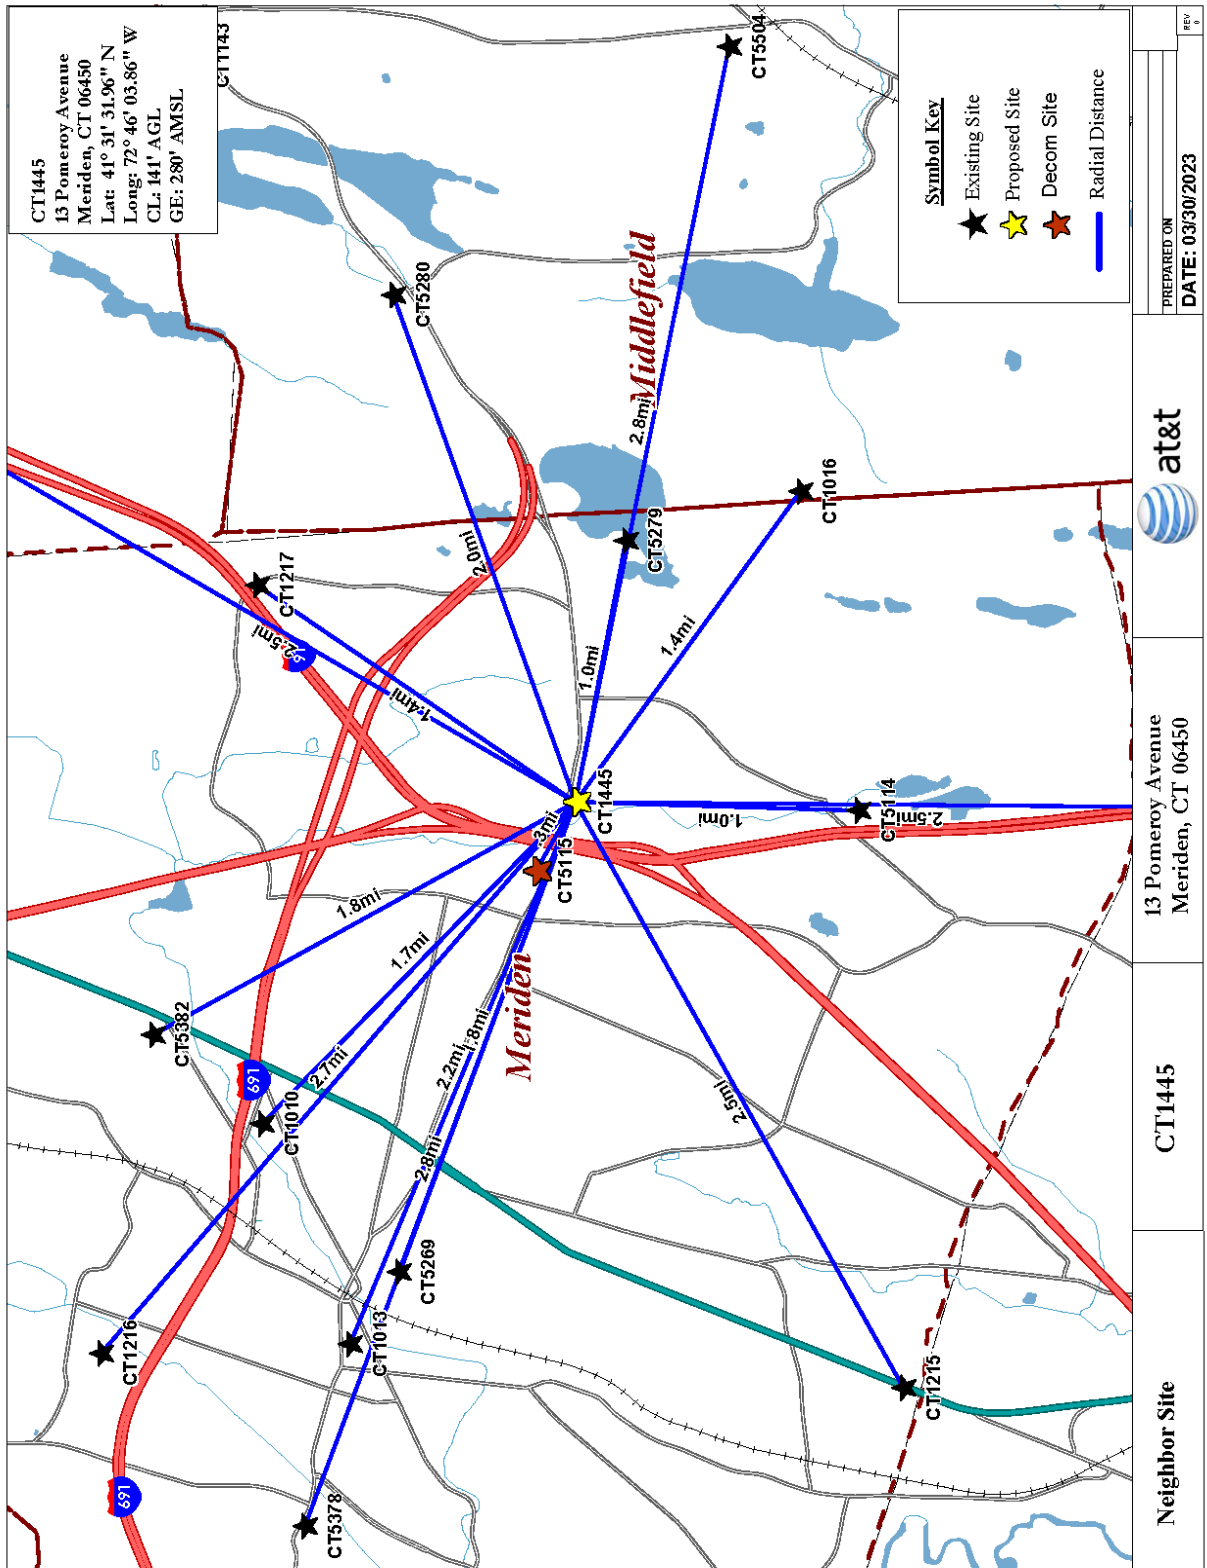 CT1445
13 Pomeroy Avenue
Meriden, CT 06450
Lat: 41° 31' 31.96" N
Long: 72° 46' 03.86" W
CL: 141' AGL
GE: 280' AMSL
CT1143
CT5504
CT5280
Middlefield
2.8mi
CT1016
CT5279
2.0mi
CT1217
2.5mi
1.4mi
1.0mi
1.4mi
CT1445
.3mi
CT5115
1.0mi
CT5114
2.5mi
1.8mi
1.7mi
Meriden
CT5382
691
2.7mi
CT1010
2.2mi
1.8mi
2.8mi
2.5mi
CT5269
CT1013
CT1216
CT1215
691
CT5378
Symbol Key
Existing Site
Proposed Site
Decom Site
Radial Distance
Neighbor Site
CT1445
13 Pomeroy Avenue
Meriden, CT 06450
at&t
PREPARED ON
DATE: 03/30/2023
REV
0